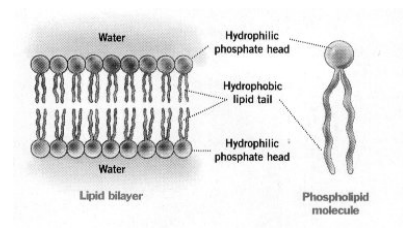 Water
Hydrophilic
phosphate head
Hydrophobic
lipid tail
Hydrophilic
phosphate head
Water
Lipid bilayer
Phospholipid
molecule